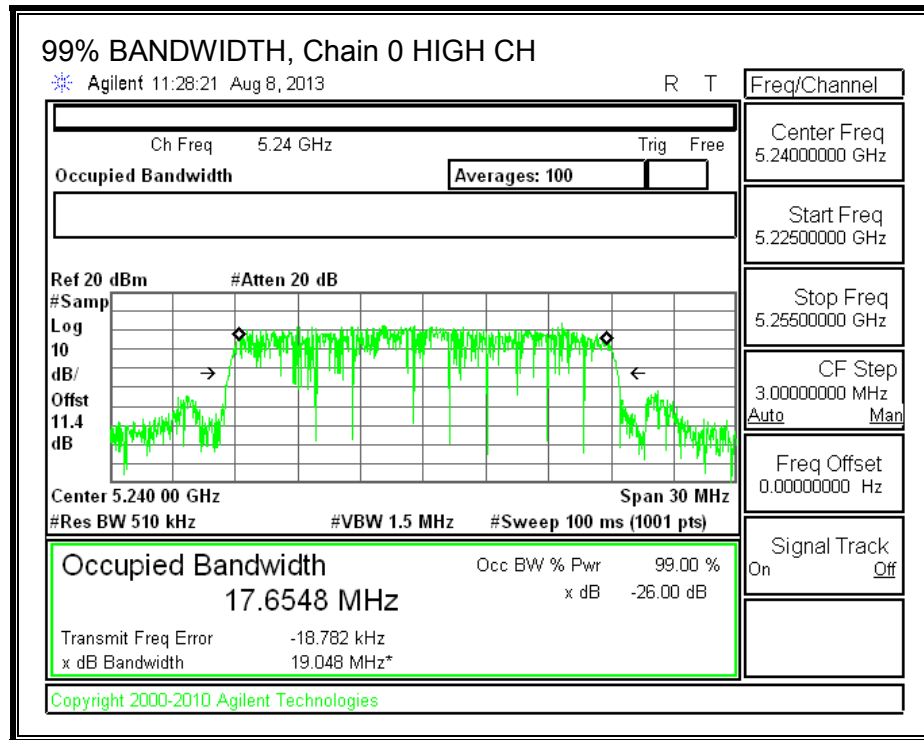 99% BANDWIDTH, Chain 0 HIGH CH
Agilent 11:28:21 Aug 8, 2013 R T
Freq/Channel
Ch Freq 5.24 GHz Trig Free
Occupied Bandwidth Averages: 100
Center Freq
5.24000000 GHz
Start Freq
5.22500000 GHz
Stop Freq
5.25500000 GHz
CF Step
3.00000000 MHz
Auto Man
Freq Offset
0.00000000 Hz
Signal Track
On Off
Ref 20 dBm #Atten 20 dB
#Samp
Log
10
dB/
Offst
11.4
dB
Center 5.240 00 GHz Span 30 MHz
#Res BW 510 kHz #VBW 1.5 MHz #Sweep 100 ms (1001 pts)
Occupied Bandwidth Occ BW % Pwr 99.00 %
17.6548 MHz x dB -26.00 dB
Transmit Freq Error -18.782 kHz
x dB Bandwidth 19.048 MHz*
Copyright 2000-2010 Agilent Technologies